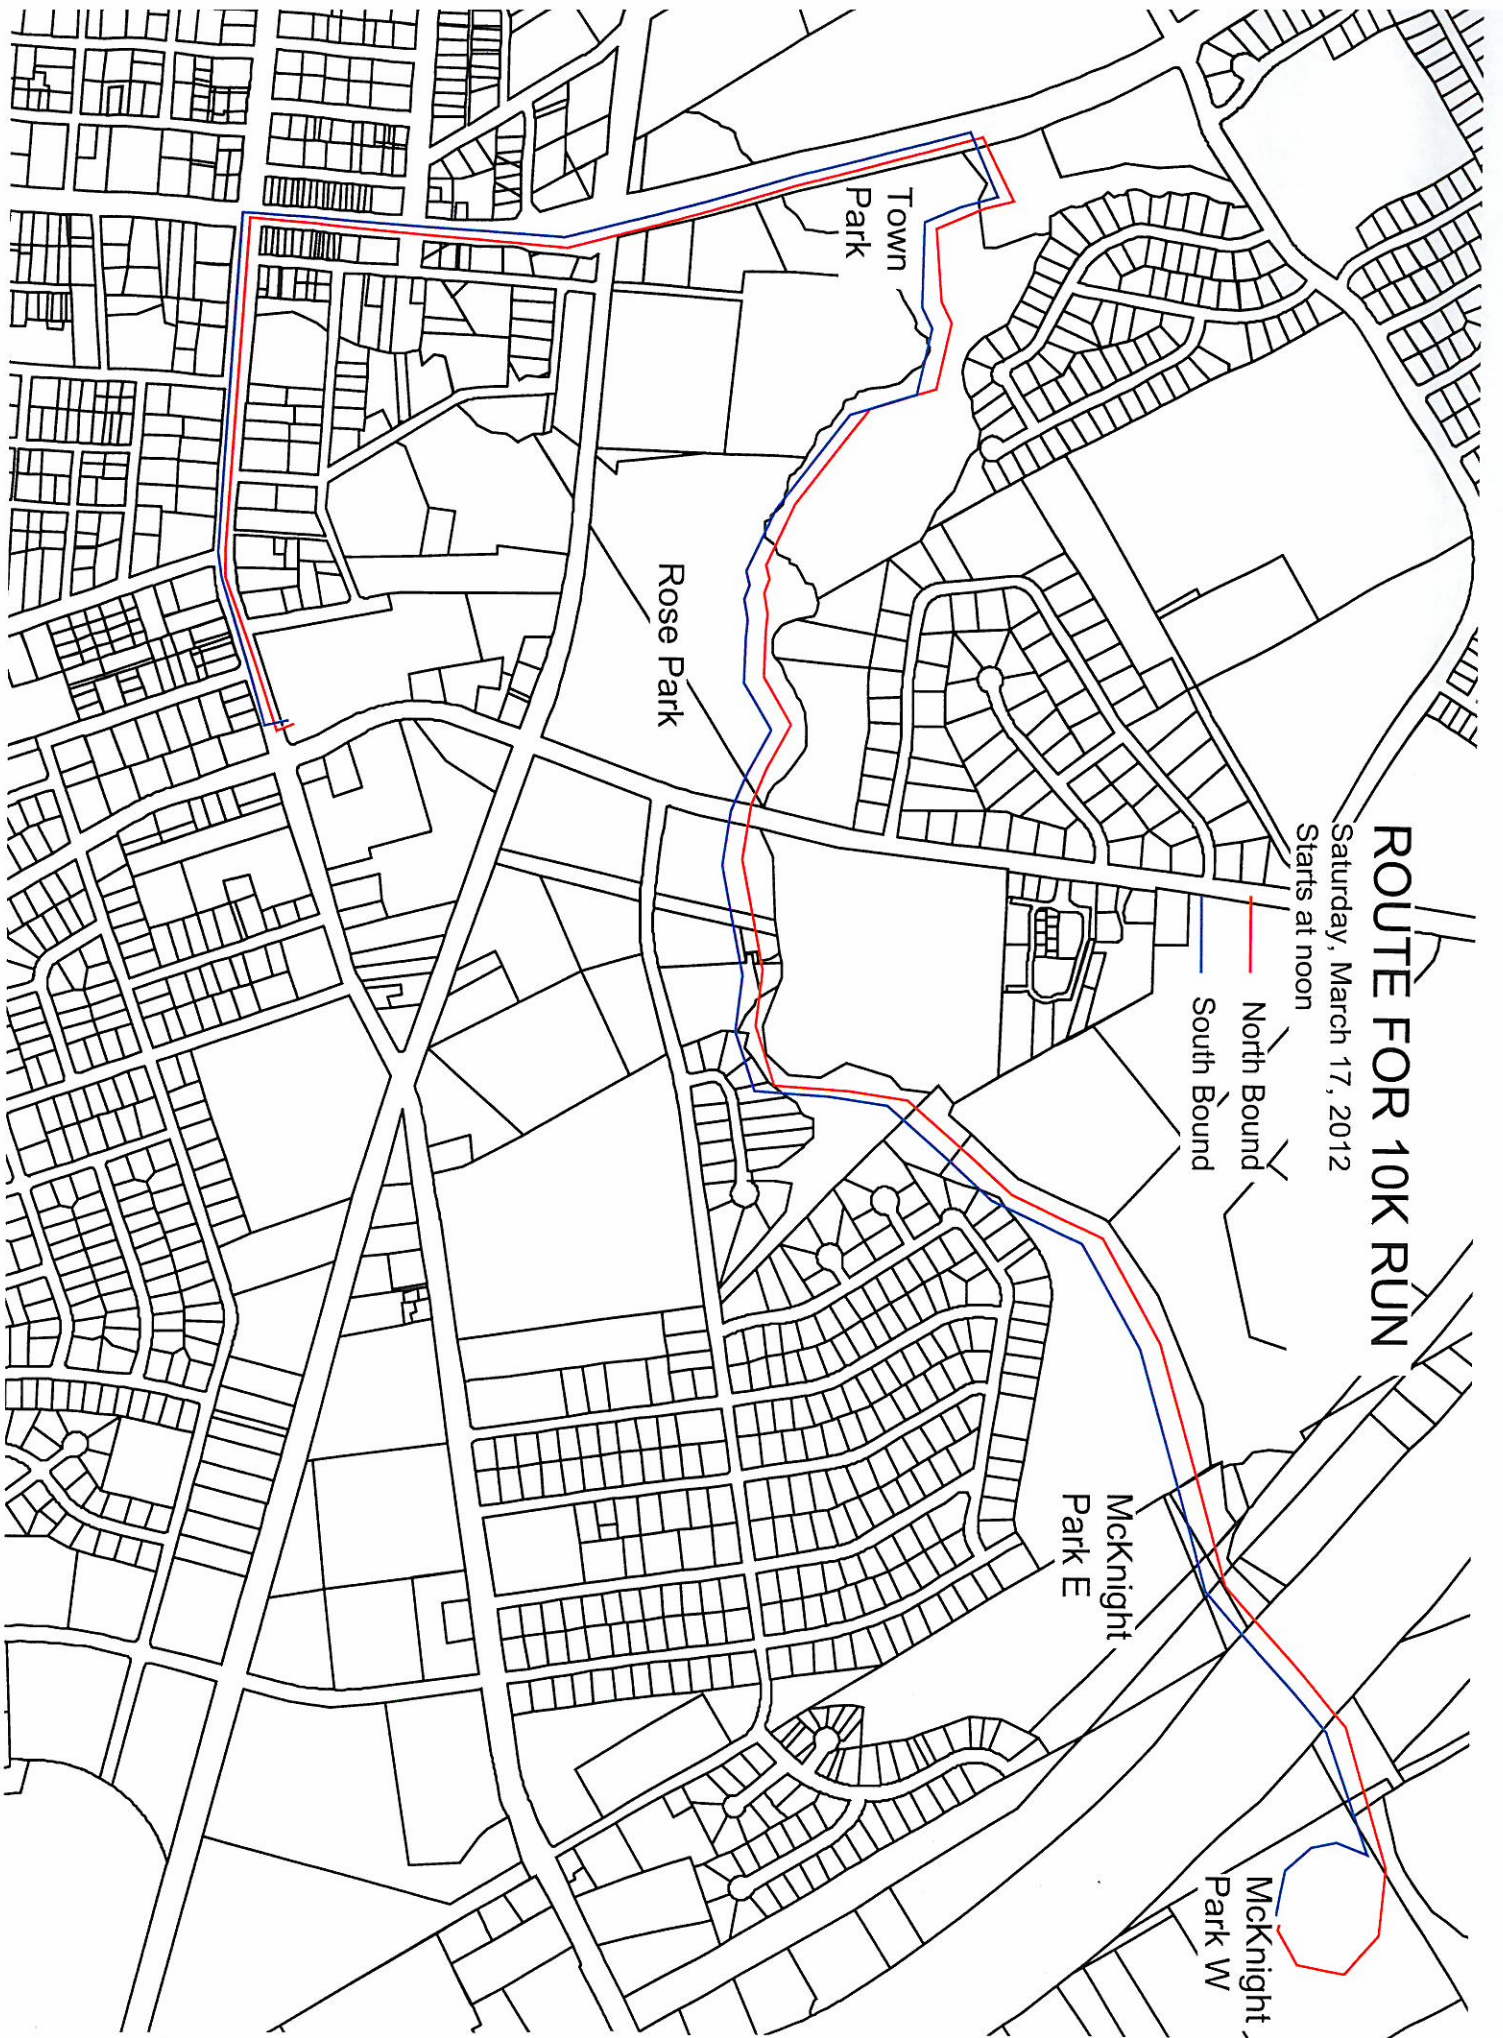 ROUTE FOR 10K RUN
Saturday, March 17, 2012
Starts at noon
North Bound
South Bound
Town
Park
Rose Park
McKnight
Park E
McKnight
Park W